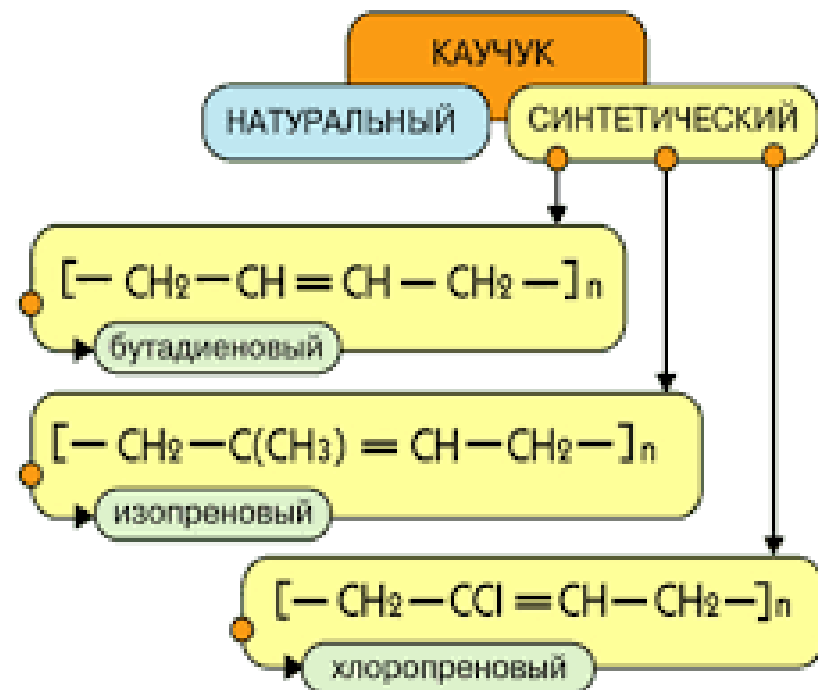 КАУЧУК
НАТУРАЛЬНЫЙ СИНТЕТИЧЕСКИЙ
[— CH₂ — CH = CH — CH₂ —]n
бутадиеновый
[— CH₂ — C(CH₃) = CH — CH₂ —]n
изопреновый
[— CH₂ — CCl = CH — CH₂ —]n
хлоропреновый